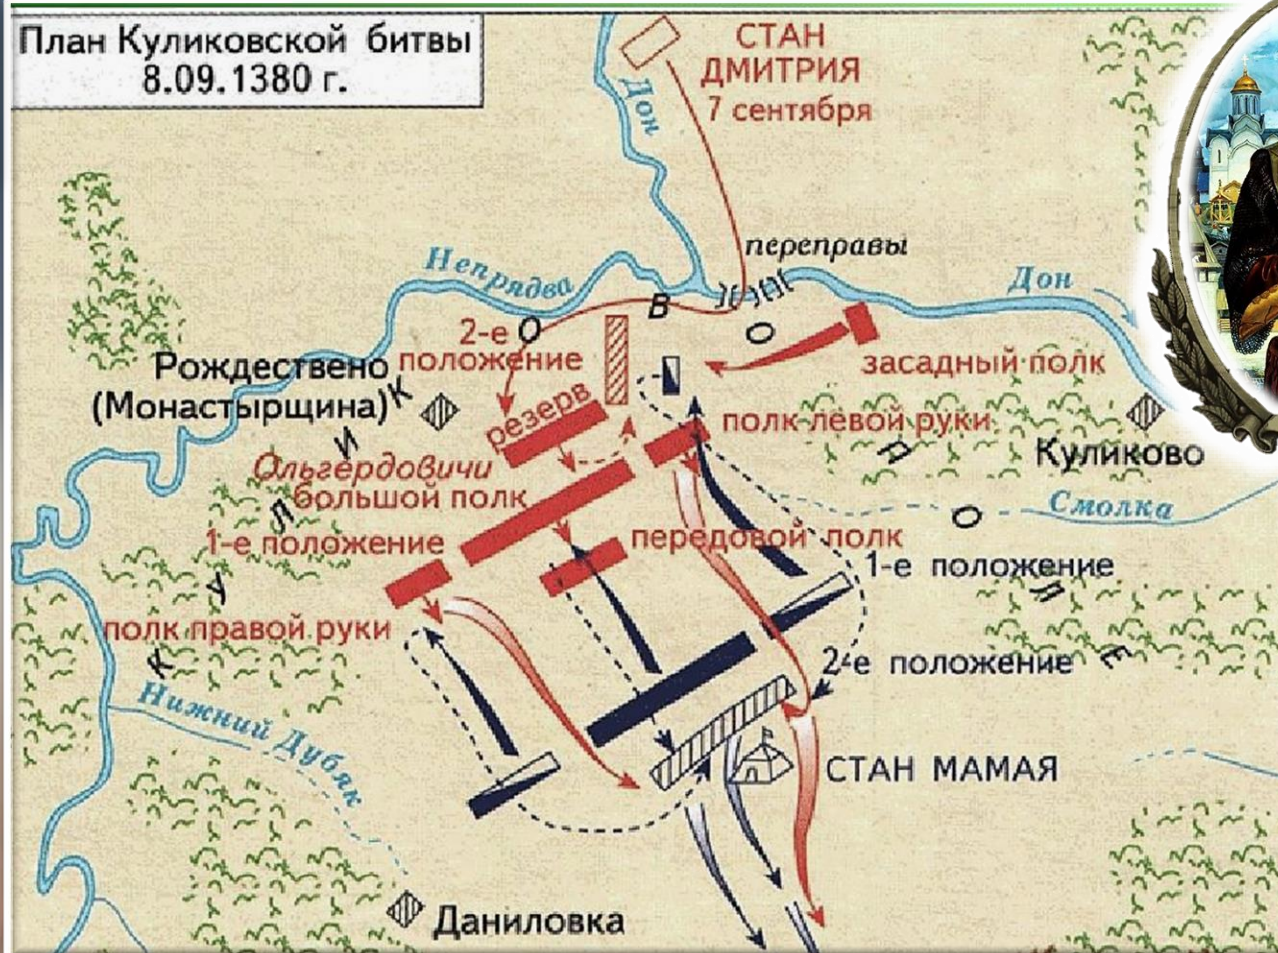 План Куликовской битвы
8.09.1380 г.
СТАН
ДМИТРИЯ
7 сентября
Дон
переправы
Непрядва
Дон
2-е
положение
засадный полк
Рождествено
(Монастырщина)
резерв
полк левой руки
Куликово
Ольгердовичи
большой полк
Смолка
1-е положение
передовой полк
1-е положение
полк правой руки
2-е положение
Нижний Дубяк
СТАН МАМАЯ
Даниловка
КУЛИКОВО ПОЛЕ